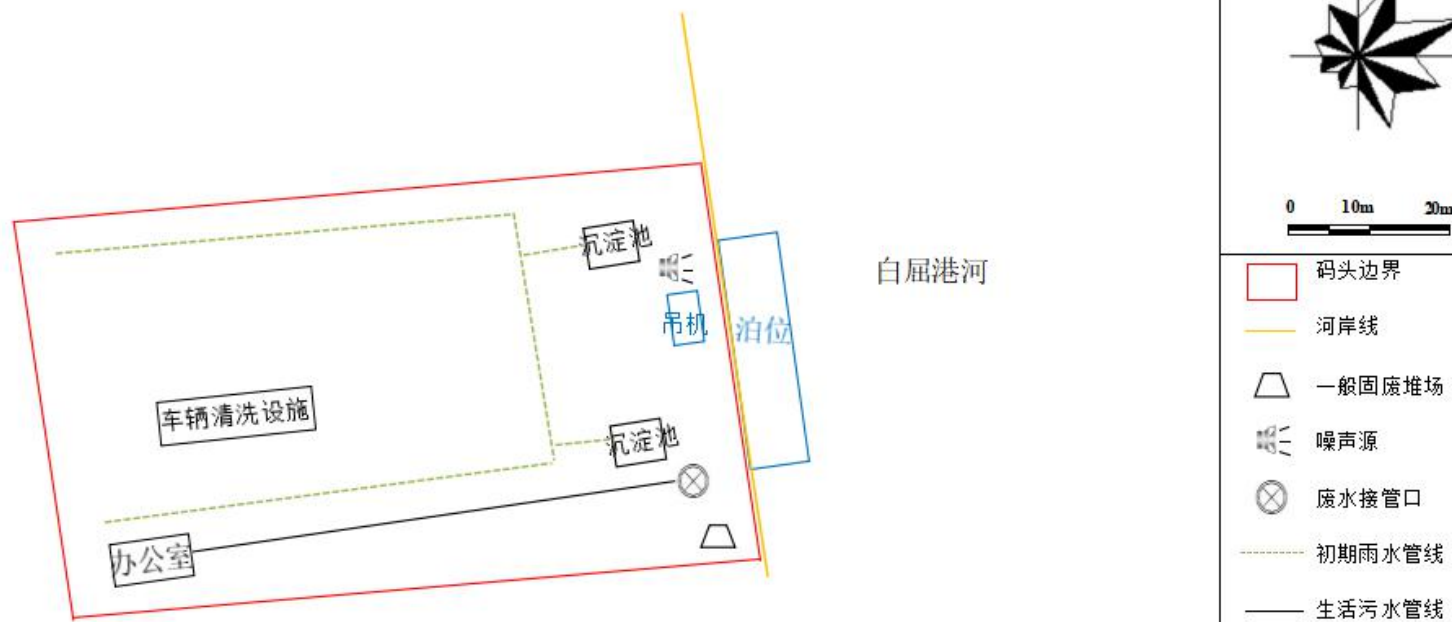 沉淀池
白屈港河
吊机
泊位
车辆清洗设施
沉淀池
办公室
0 10m 20m
码头边界
河岸线
一般固废堆场
噪声源
废水接管口
初期雨水管线
生活污水管线